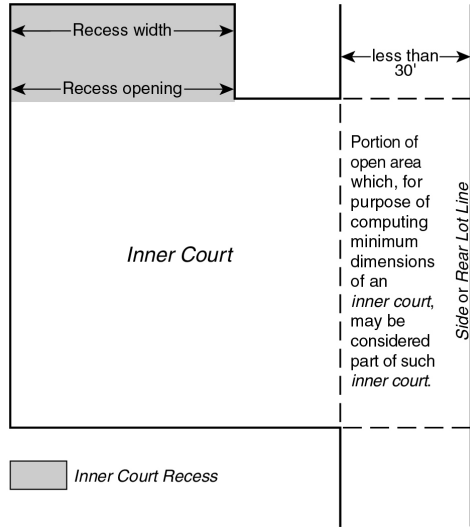 Recess width
less than
30'
Recess opening
Portion of
open area
which, for
purpose of
computing
minimum
dimensions
of an
inner court,
may be
considered
part of such
inner court.
Inner Court
Side or Rear Lot Line
Inner Court Recess